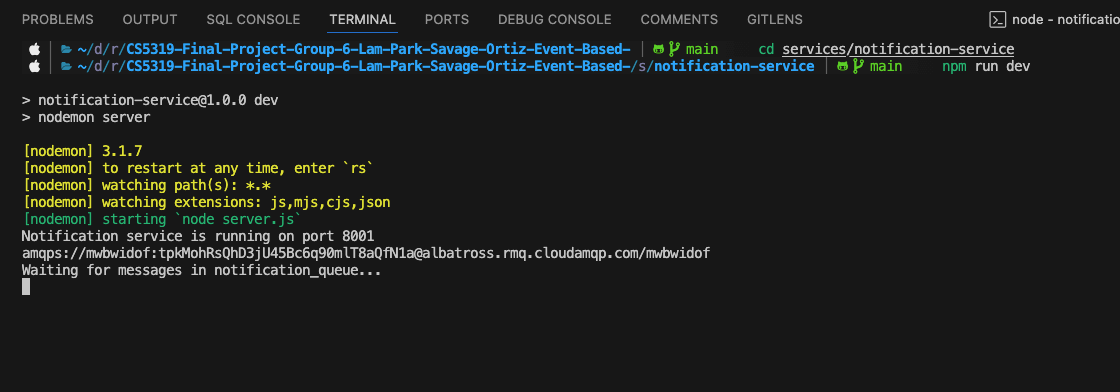 PROBLEMS OUTPUT SQL CONSOLE TERMINAL PORTS DEBUG CONSOLE COMMENTS GITLENS node - notificatio
~/d/r/CS5319-Final-Project-Group-6-Lam-Park-Savage-Ortiz-Event-Based- main cd services/notification-service
~/d/r/CS5319-Final-Project-Group-6-Lam-Park-Savage-Ortiz-Event-Based-/s/notification-service main npm run dev
> notification-service@1.0.0 dev
> nodemon server
[nodemon] 3.1.7
[nodemon] to restart at any time, enter `rs`
[nodemon] watching path(s): *.*
[nodemon] watching extensions: js,mjs,cjs,json
[nodemon] starting `node server.js`
Notification service is running on port 8001
amqps://mwbwidof:tpkMohRsQhD3jU45Bc6q90mlT8aQfN1a@albatross.rmq.cloudamqp.com/mwbwidof
Waiting for messages in notification_queue...